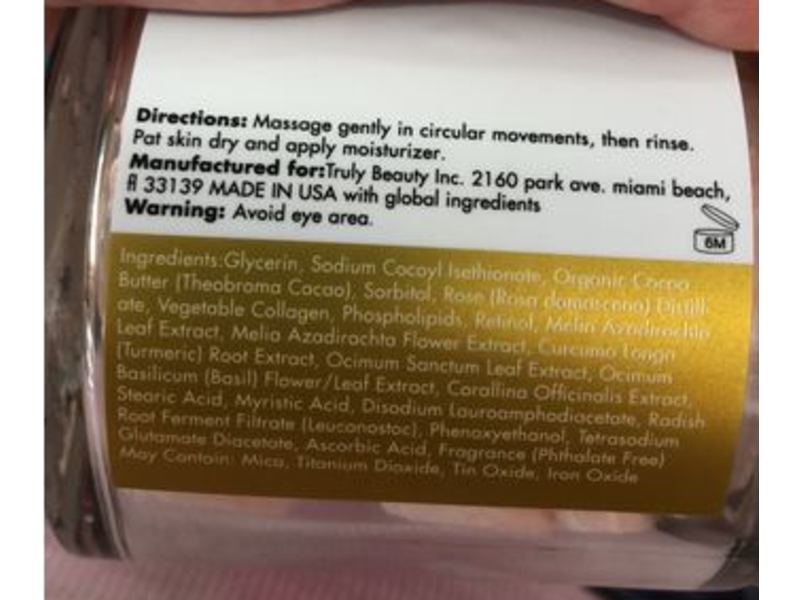 Directions: Massage gently in circular movements, then rinse.
Pat skin dry and apply moisturizer.
Manufactured for:Truly Beauty Inc. 2160 park ave. miami beach,
fl 33139 MADE IN USA with global ingredients
Warning: Avoid eye area.
6M
Ingredients:Glycerin, Sodium Cocoyl Isethionate, Organic Cocoa
Butter (Theobroma Cacao), Sorbitol, Rose (Rosa damascena) Distill-
ate, Vegetable Collagen, Phospholipids, Retinol, Melia Azadirachta
Leaf Extract, Melia Azadirachta Flower Extract, Curcuma Longa
(Turmeric) Root Extract, Ocimum Sanctum Leaf Extract, Ocimum
Basilicum (Basil) Flower/Leaf Extract, Corallina Officinalis Extract,
Stearic Acid, Myristic Acid, Disodium Lauroamphodiacetate, Radish
Root Ferment Filtrate (Leuconostoc), Phenoxyethanol, Tetrasodium
Glutamate Diacetate, Ascorbic Acid, Fragrance (Phthalate Free)
May Contain: Mica, Titanium Dioxide, Tin Oxide, Iron Oxide